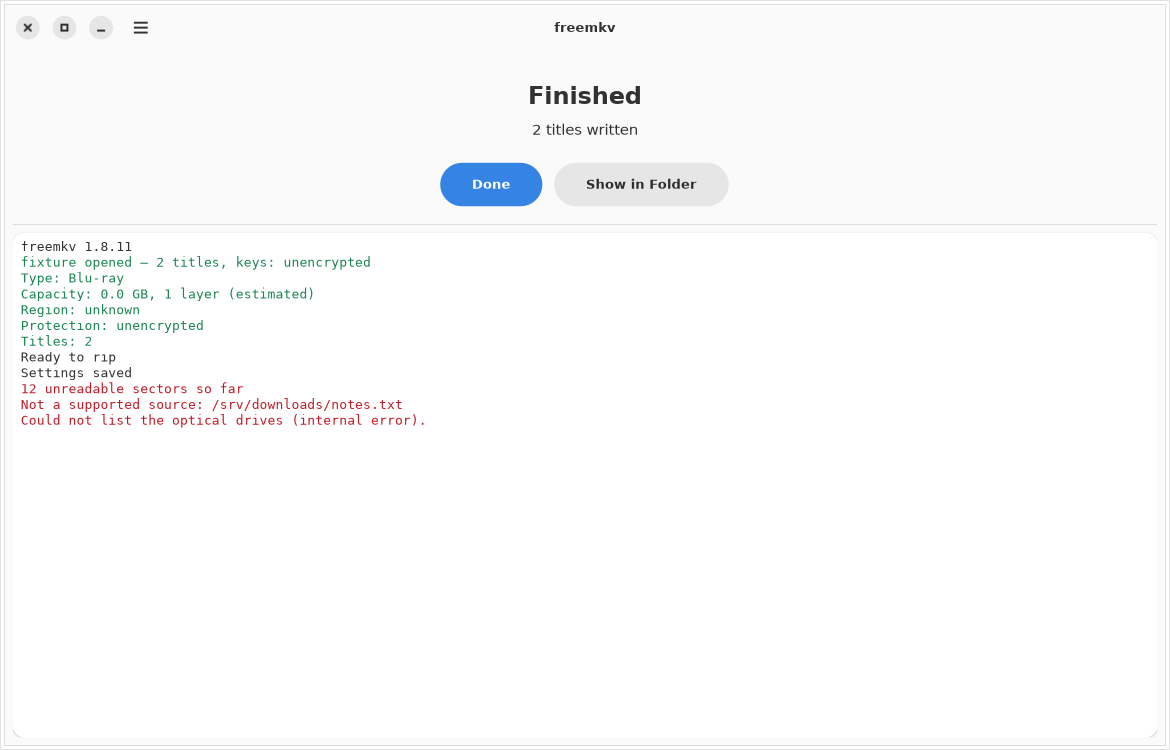 freemkv
Finished
2 titles written
Done
Show in Folder
freemkv 1.8.11
fixture opened — 2 titles, keys: unencrypted
Type: Blu-ray
Capacity: 0.0 GB, 1 layer (estimated)
Region: unknown
Protection: unencrypted
Titles: 2
Ready to rip
Settings saved
12 unreadable sectors so far
Not a supported source: /srv/downloads/notes.txt
Could not list the optical drives (internal error).